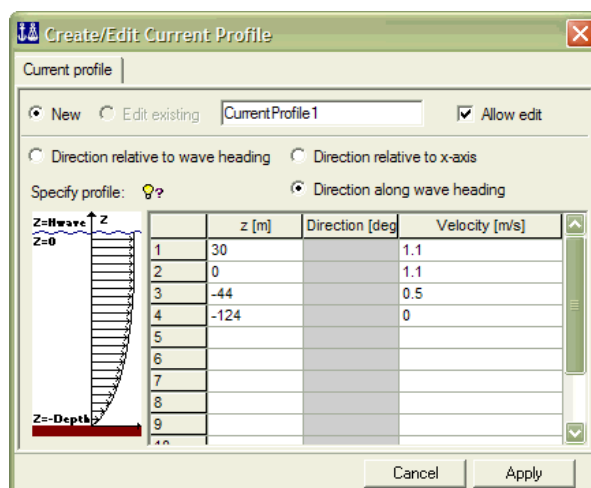 Create/Edit Current Profile
Current profile
New Edit existing CurrentProfile1 Allow edit
Direction relative to wave heading Direction relative to x-axis
Specify profile: ? Direction along wave heading
Z=Hwave Z
Z=0
z [m] Direction [deg Velocity [m/s]
1 30 1.1
2 0 1.1
3 -44 0.5
4 -124 0
5
6
7
8
9
Z=-Depth
Cancel Apply